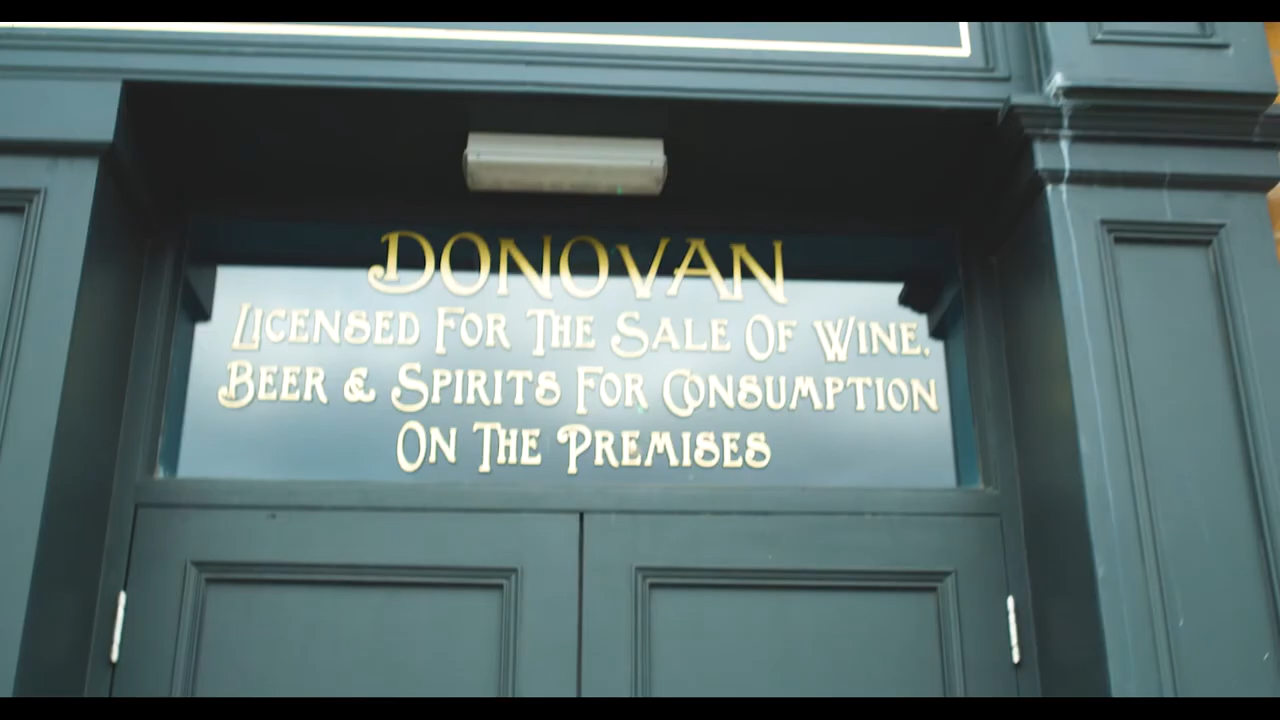 DONOVAN
LICENSED FOR THE SALE OF WINE,
BEER & SPIRITS FOR CONSUMPTION
ON THE PREMISES